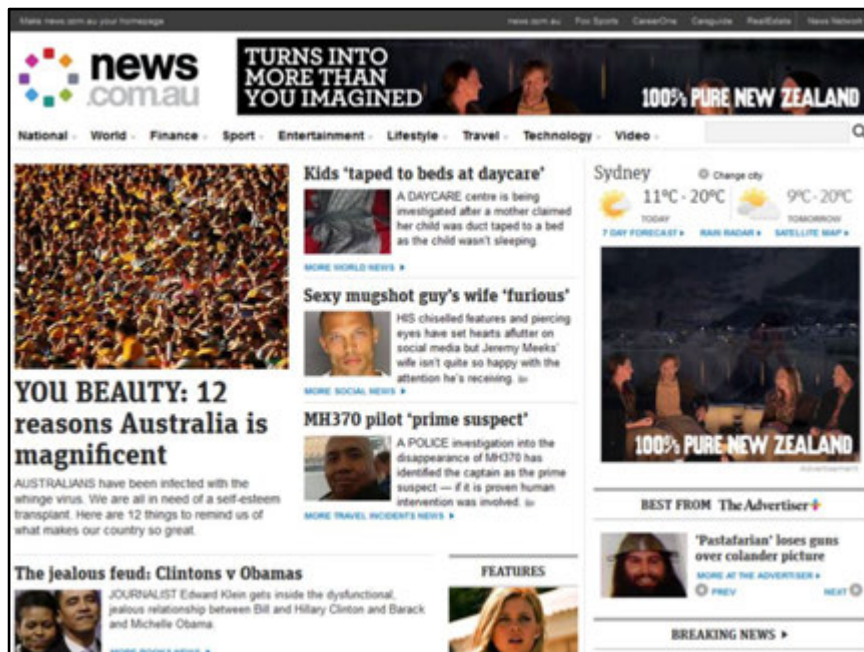 Make news.com.au your homepage
news.com.au Fox Sports CareerOne Carsguide RealEstate News Network
news
.com.au
TURNS INTO
MORE THAN
YOU IMAGINED
100% PURE NEW ZEALAND
National World Finance Sport Entertainment Lifestyle Travel Technology Video
YOU BEAUTY: 12
reasons Australia is
magnificent
AUSTRALIANS have been infected with the
whinge virus. We are all in need of a self-esteem
transplant. Here are 12 things to remind us of
what makes our country so great.
Kids ‘taped to beds at daycare’
A DAYCARE centre is being
investigated after a mother claimed
her child was duct taped to a bed
as the child wasn't sleeping.
MORE WORLD NEWS
Sexy mugshot guy's wife ‘furious’
HIS chiselled features and piercing
eyes have set hearts aflutter on
social media but Jeremy Meeks'
wife isn't quite so happy with the
attention he's receiving.
MORE SOCIAL NEWS
MH370 pilot ‘prime suspect’
A POLICE investigation into the
disappearance of MH370 has
identified the captain as the prime
suspect — if it is proven human
intervention was involved.
MORE TRAVEL INCIDENTS NEWS
Sydney Change city
11°C - 20°C 9°C - 20°C
TODAY TOMORROW
7 DAY FORECAST RAIN RADAR SATELLITE MAP
100% PURE NEW ZEALAND
Advertisement
BEST FROM The Advertiser
'Pastafarian' loses guns
over colander picture
MORE AT THE ADVERTISER
PREV NEXT
BREAKING NEWS
The jealous feud: Clintons v Obamas
JOURNALIST Edward Klein gets inside the dysfunctional,
jealous relationship between Bill and Hillary Clinton and Barack
and Michelle Obama.
MORE BOOKS NEWS
FEATURES